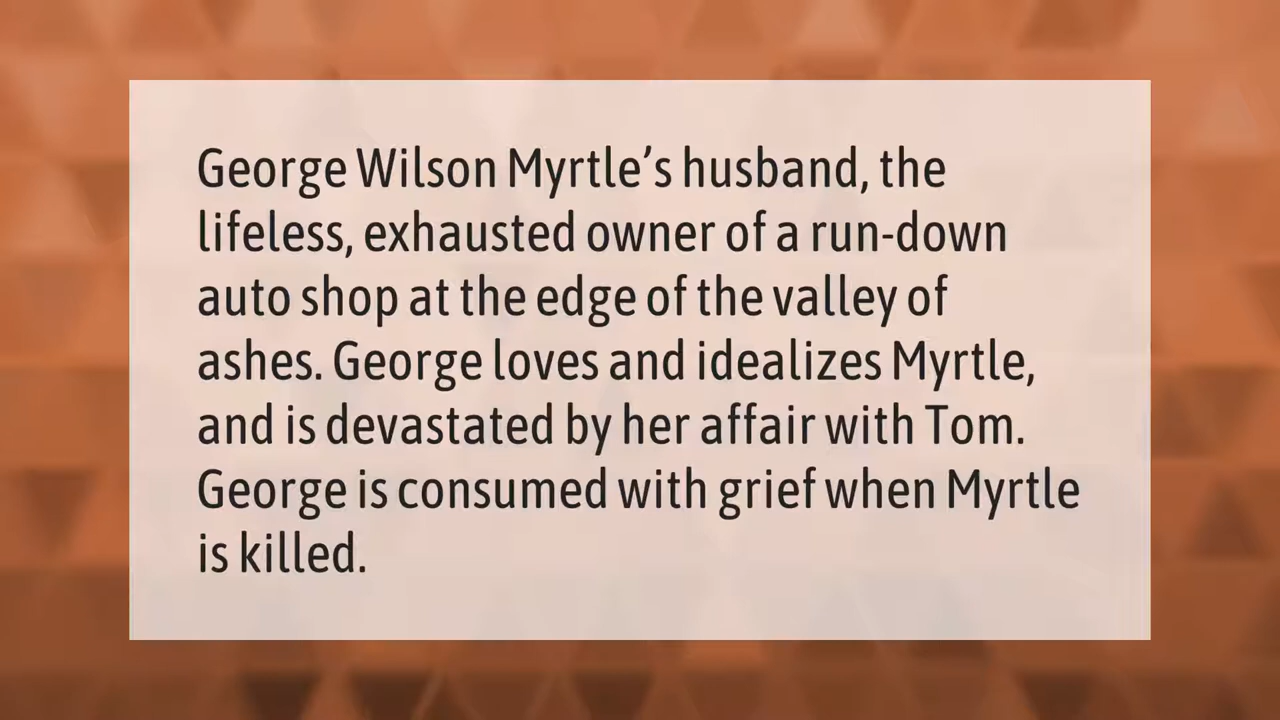 George Wilson Myrtle’s husband, the
lifeless, exhausted owner of a run-down
auto shop at the edge of the valley of
ashes. George loves and idealizes Myrtle,
and is devastated by her affair with Tom.
George is consumed with grief when Myrtle
is killed.